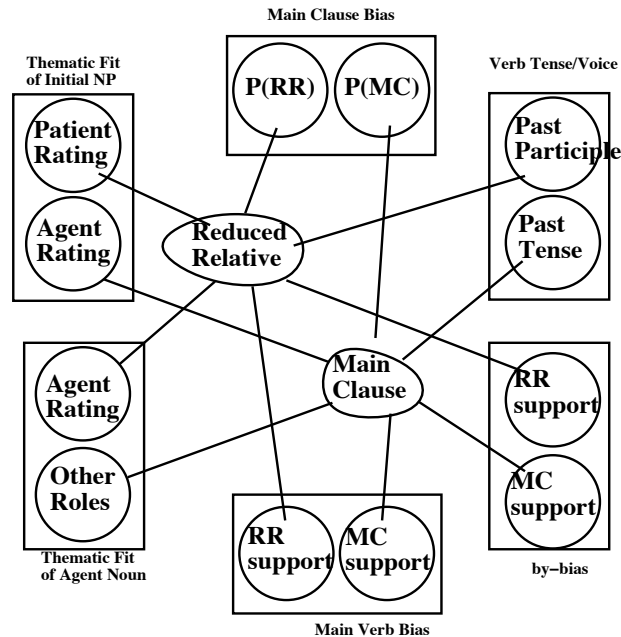 Main Clause Bias
Thematic Fit
of Initial NP
Verb Tense/Voice
P(RR)
P(MC)
Patient
Rating
Agent
Rating
Past
Participle
Past
Tense
Reduced
Relative
Main
Clause
Agent
Rating
Other
Roles
RR
support
MC
support
RR
support
MC
support
Thematic Fit
of Agent Noun
by-bias
Main Verb Bias